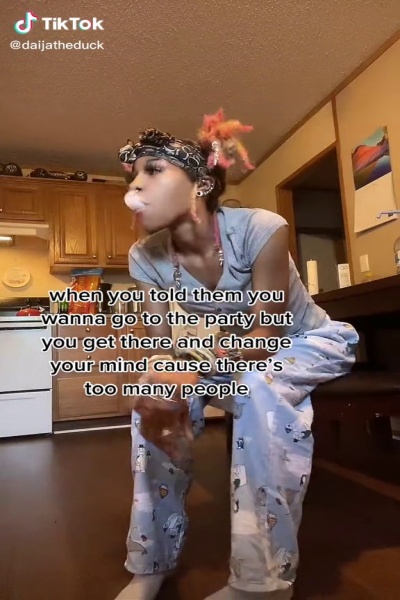 TikTok
@daijatheduck
when you told them you
wanna go to the party but
you get there and change
your mind cause there's
too many people